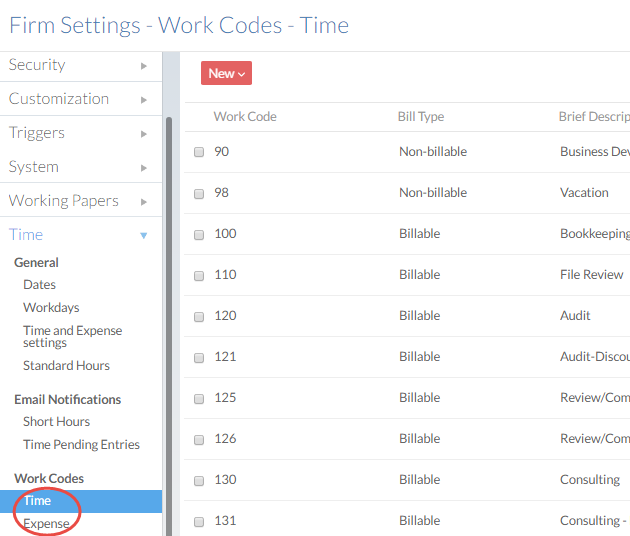 Firm Settings - Work Codes - Time
Security
Customization
Triggers
System
Working Papers
Time
General
Dates
Workdays
Time and Expense
settings
Standard Hours
Email Notifications
Short Hours
Time Pending Entries
Work Codes
Time
Expense
New
Work Code Bill Type Brief Descrip
90 Non-billable Business Dev
98 Non-billable Vacation
100 Billable Bookkeeping
110 Billable File Review
120 Billable Audit
121 Billable Audit-Discou
125 Billable Review/Com
126 Billable Review/Com
130 Billable Consulting
131 Billable Consulting -